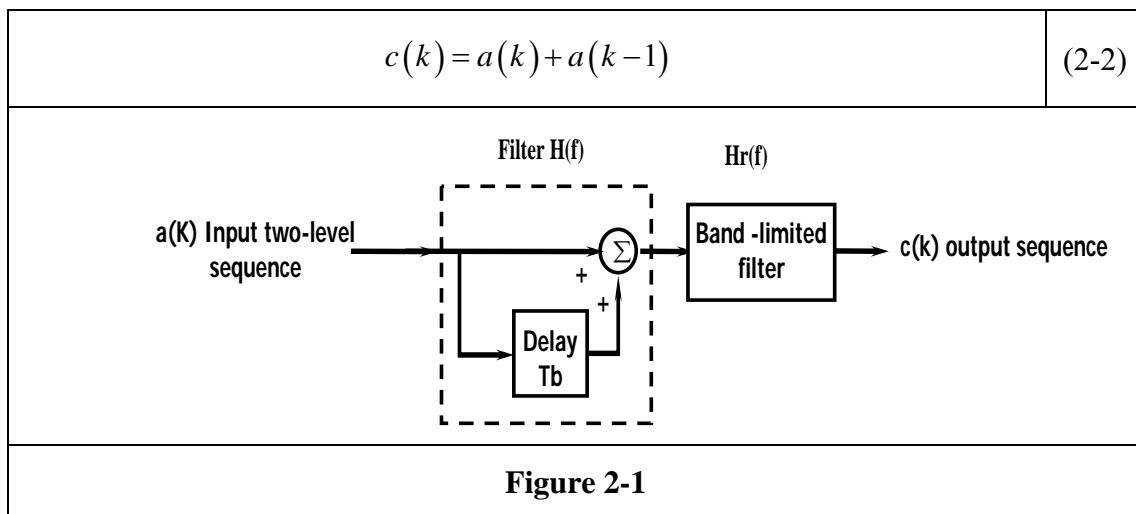 c(k) = a(k) + a(k−1)
(2-2)
Filter H(f)
Hr(f)
a(K) Input two-level
sequence
Σ
+
+
Delay
Tb
Band -limited
filter
c(k) output sequence
Figure 2-1